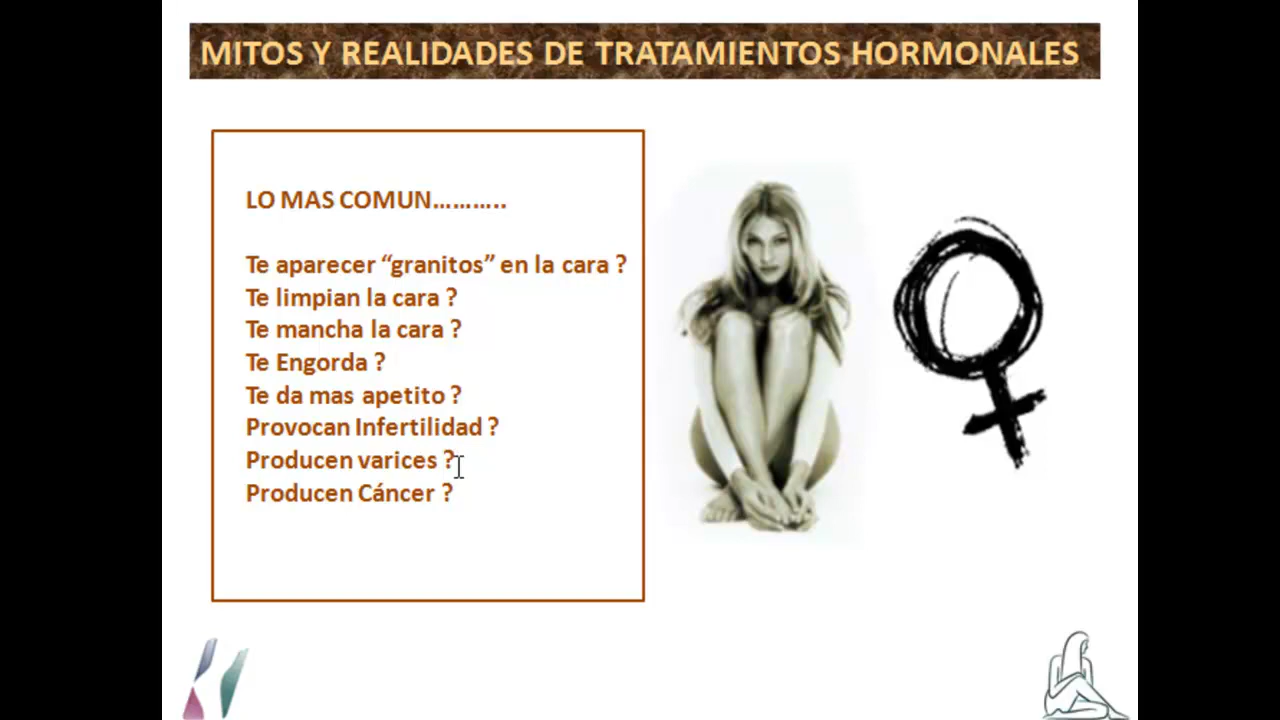 MITOS Y REALIDADES DE TRATAMIENTOS HORMONALES
LO MAS COMUN………..
Te aparecer “granitos” en la cara ?
Te limpian la cara ?
Te mancha la cara ?
Te Engorda ?
Te da mas apetito ?
Provocan Infertilidad ?
Producen varices ?
Producen Cáncer ?